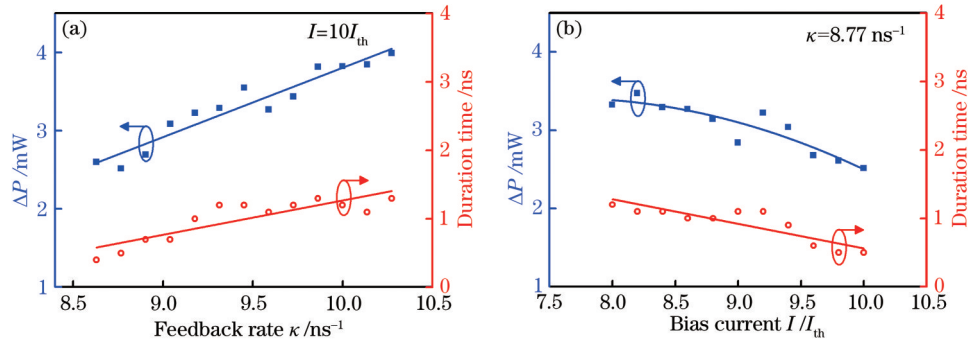 (a)
I=10I_th
ΔP /mW
4
3
2
1
Duration time /ns
5
4
3
2
1
0
8.5 9.0 9.5 10.0 10.5
Feedback rate κ /ns⁻¹
(b)
κ=8.77 ns⁻¹
ΔP /mW
4
3
2
1
Duration time /ns
5
4
3
2
1
0
7.5 8.0 8.5 9.0 9.5 10.0 10.5
Bias current I /I_th